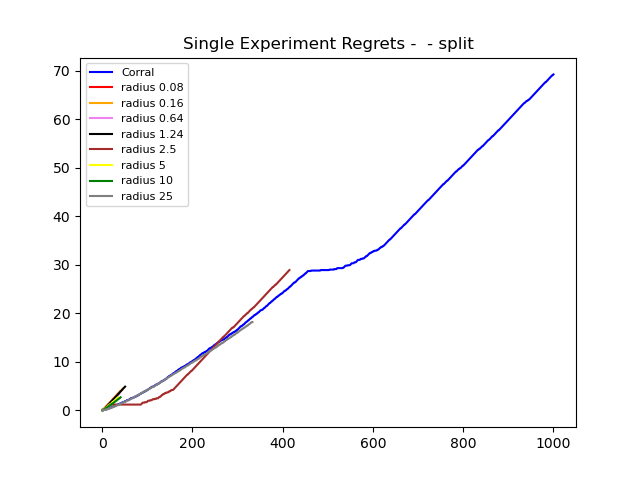 Single Experiment Regrets -  - split
70
60
50
40
30
20
10
0
Corral
radius 0.08
radius 0.16
radius 0.64
radius 1.24
radius 2.5
radius 5
radius 10
radius 25
0 200 400 600 800 1000